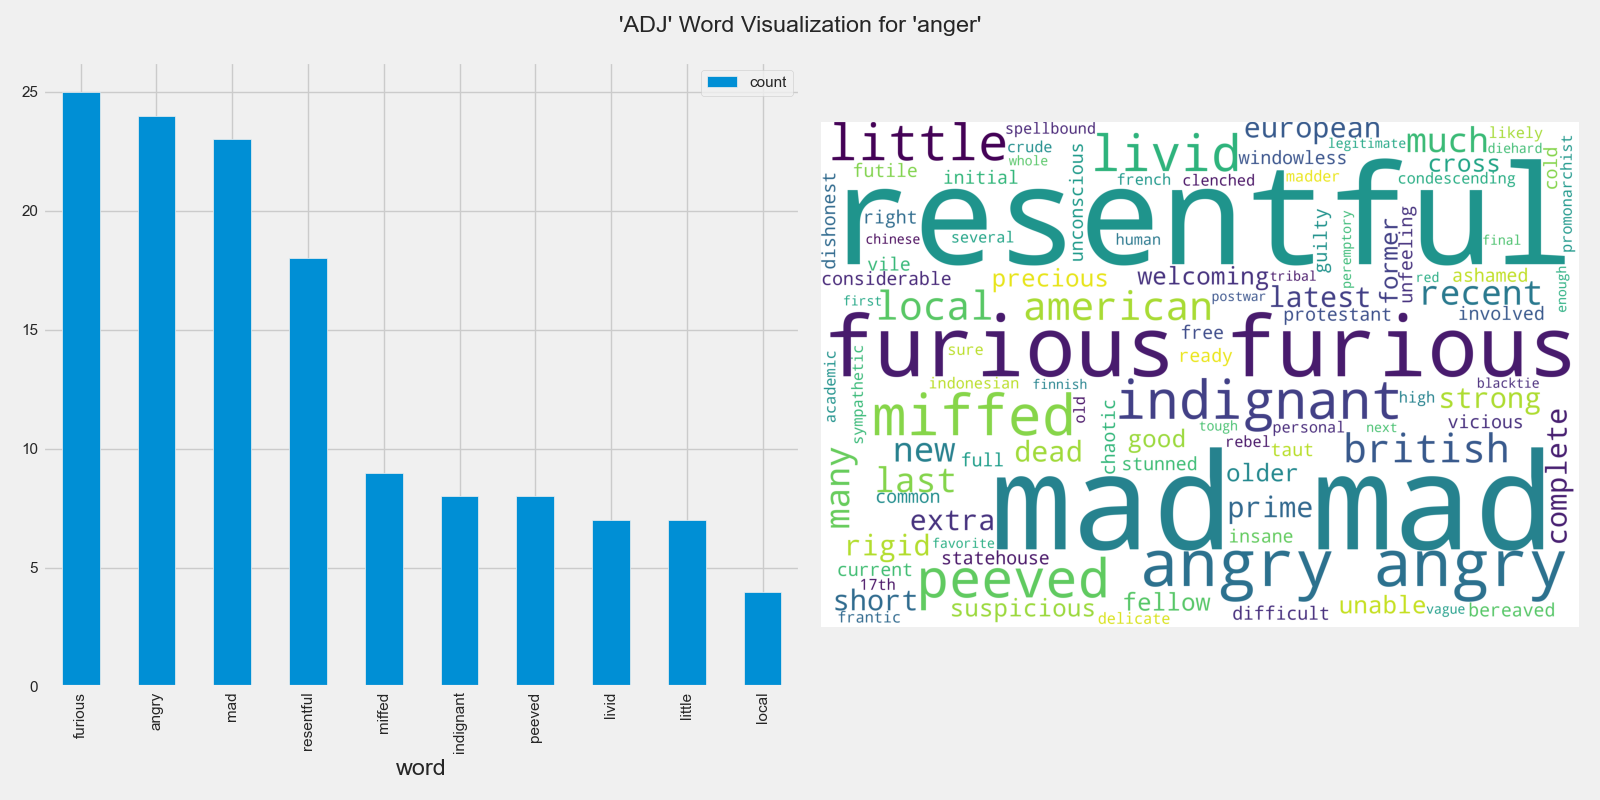 'ADJ' Word Visualization for 'anger'
count
25
20
15
10
5
0
furious
angry
mad
resentful
miffed
indignant
peeved
livid
little
local
word
little
spellbound
crude
whole
livid
european
legitimate
much
likely
diehard
windowless
cross
cold
promonarchist
futile
initial
unconscious
french
clenched
madder
condescending
dishonest
resentful
right
chinese
several
human
guilty
peremptory
former
unfeeling
final
vile
considerable
precious
welcoming
tribal
red
ashamed
enough
first
local
american
postwar
latest
recent
protestant
involved
furious
free
furious
sure
ready
academic
sympathetic
indonesian
finnish
blacktie
miffed
old
chaotic
indignant
high
strong
tough
personal
next
vicious
new
full
dead
good
stunned
rebel
taut
british
complete
many
last
common
mad
older
mad
prime
extra
insane
rigid
favorite
statehouse
current
17th
peeved
angry
angry
short
suspicious
fellow
difficult
unable
vague
bereaved
frantic
delicate